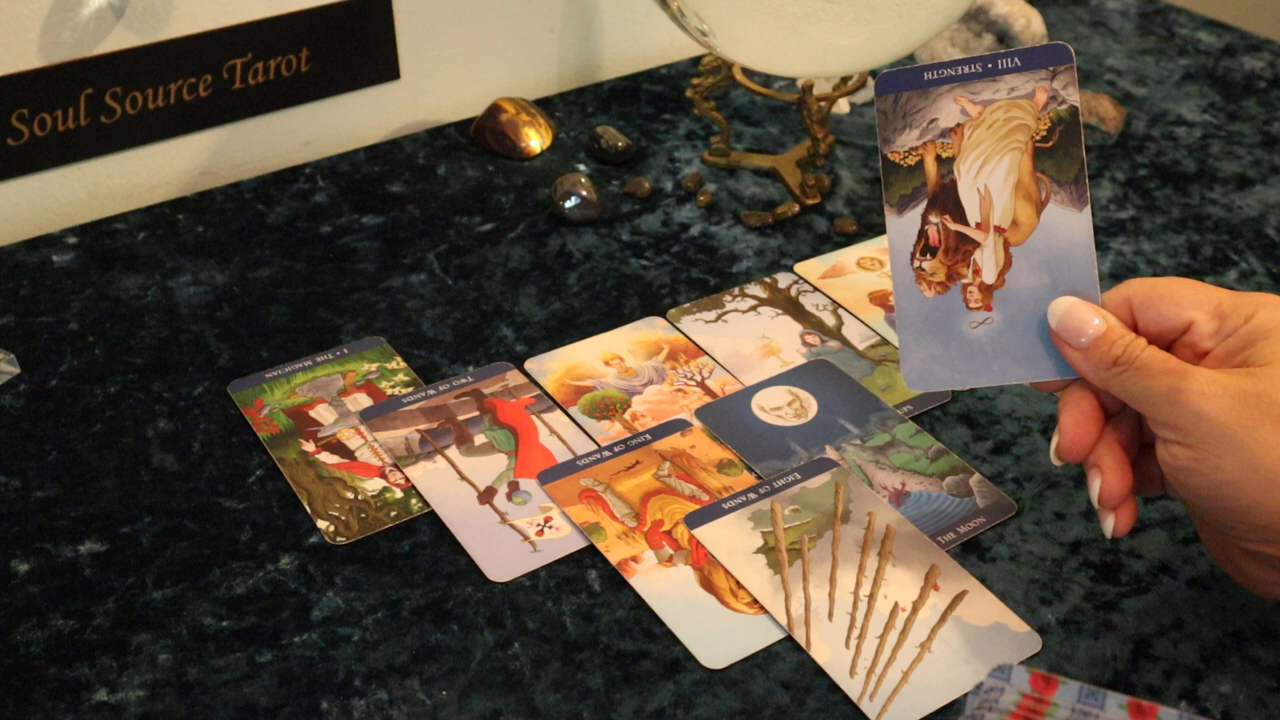 Soul Source Tarot
VIII • STRENGTH
I • THE MAGICIAN
TWO OF WANDS
KING OF WANDS
EIGHT OF WANDS
THE MOON